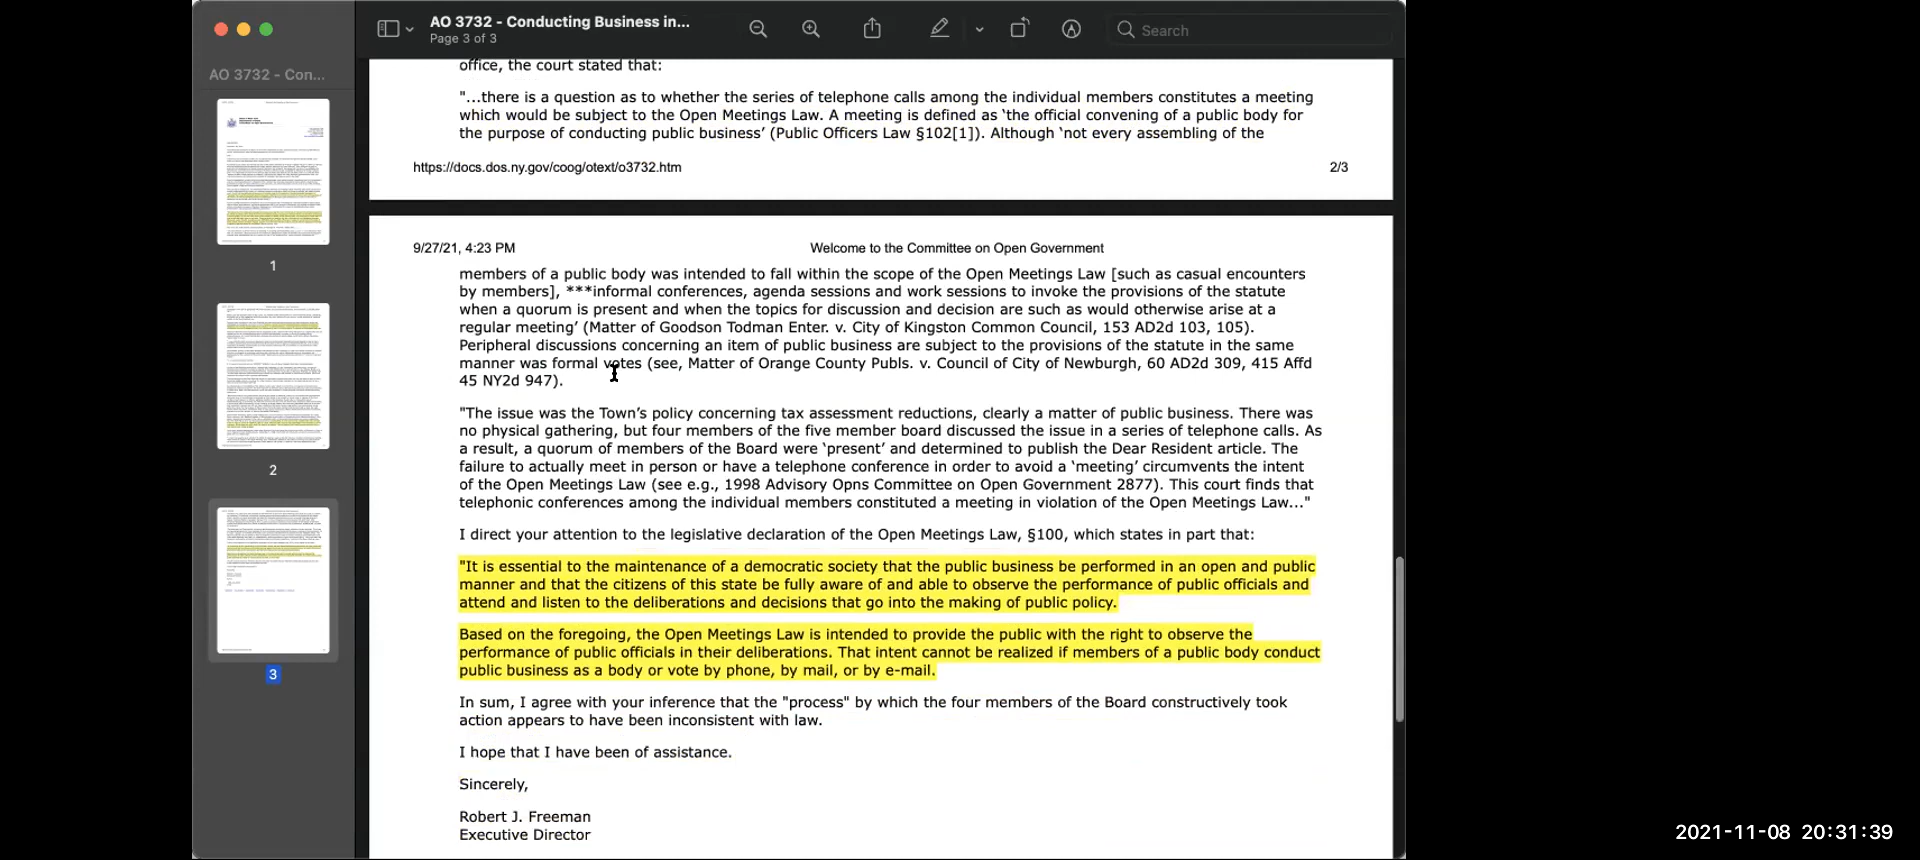 AO 3732 - Conducting Business in...
Page 3 of 3
Search
AO 3732 - Con...
1
2
3
office, the court stated that:
"...there is a question as to whether the series of telephone calls among the individual members constitutes a meeting
which would be subject to the Open Meetings Law. A meeting is defined as ‘the official convening of a public body for
the purpose of conducting public business’ (Public Officers Law §102[1]). Although ‘not every assembling of the
https://docs.dos.ny.gov/coog/otext/o3732.htm
2/3
9/27/21, 4:23 PM
Welcome to the Committee on Open Government
members of a public body was intended to fall within the scope of the Open Meetings Law [such as casual encounters
by members], ***informal conferences, agenda sessions and work sessions to invoke the provisions of the statute
when a quorum is present and when the topics for discussion and decision are such as would otherwise arise at a
regular meeting’ (Matter of Goodson Todman Enter. v. City of Kingston Common Council, 153 AD2d 103, 105).
Peripheral discussions concerning an item of public business are subject to the provisions of the statute in the same
manner was formal votes (see, Matter of Orange County Publs. v. Council of City of Newburgh, 60 AD2d 309, 415 Affd
45 NY2d 947).
"The issue was the Town’s policy concerning tax assessment reductions, clearly a matter of public business. There was
no physical gathering, but four members of the five member board discussed the issue in a series of telephone calls. As
a result, a quorum of members of the Board were ‘present’ and determined to publish the Dear Resident article. The
failure to actually meet in person or have a telephone conference in order to avoid a ‘meeting’ circumvents the intent
of the Open Meetings Law (see e.g., 1998 Advisory Opns Committee on Open Government 2877). This court finds that
telephonic conferences among the individual members constituted a meeting in violation of the Open Meetings Law..."
I direct your attention to the legislative declaration of the Open Meetings Law, §100, which states in part that:
"It is essential to the maintenance of a democratic society that the public business be performed in an open and public
manner and that the citizens of this state be fully aware of and able to observe the performance of public officials and
attend and listen to the deliberations and decisions that go into the making of public policy.
Based on the foregoing, the Open Meetings Law is intended to provide the public with the right to observe the
performance of public officials in their deliberations. That intent cannot be realized if members of a public body conduct
public business as a body or vote by phone, by mail, or by e-mail.
In sum, I agree with your inference that the "process" by which the four members of the Board constructively took
action appears to have been inconsistent with law.
I hope that I have been of assistance.
Sincerely,
Robert J. Freeman
Executive Director
2021-11-08 20:31:39